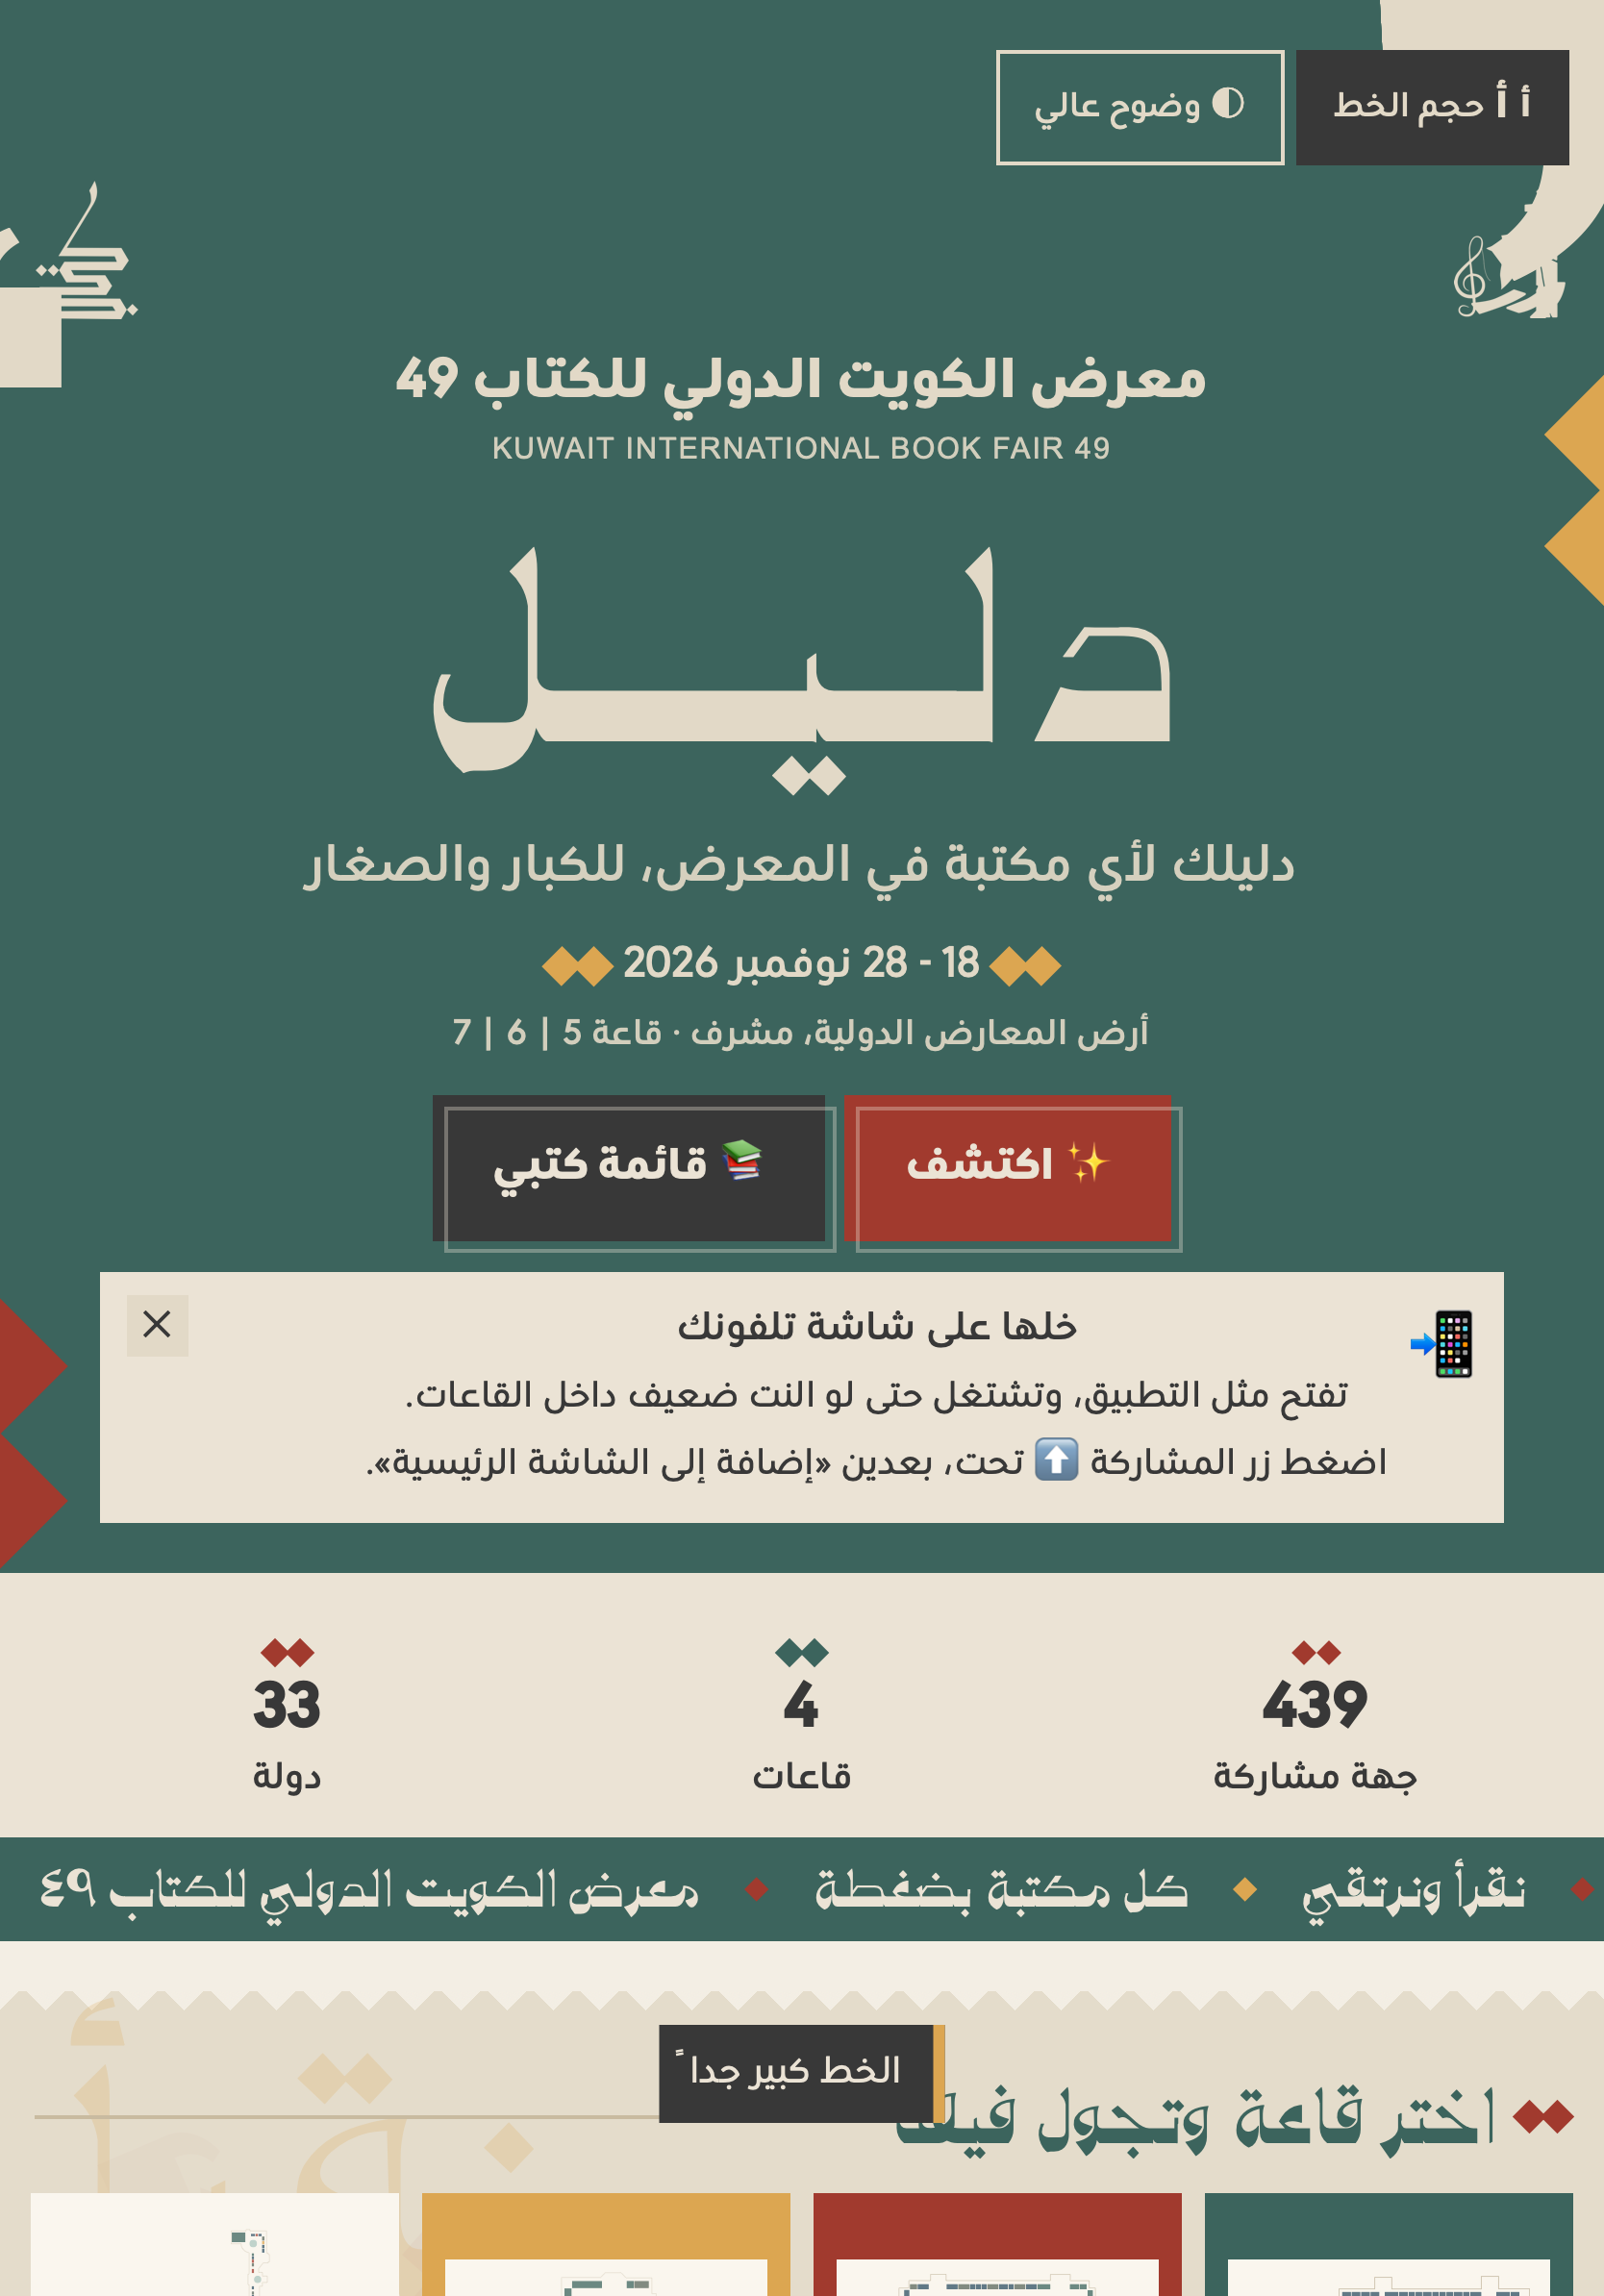 أ أ حجم الخط
وضوح عالي
معرض الكويت الدولي للكتاب 49
KUWAIT INTERNATIONAL BOOK FAIR 49
دليل
دليلك لأي مكتبة في المعرض، للكبار والصغار
18 - 28 نوفمبر 2026
أرض المعارض الدولية، مشرف · قاعة 5 | 6 | 7
✨ اكتشف
📚 قائمة كتبي
خلها على شاشة تلفونك
تفتح مثل التطبيق، وتشتغل حتى لو النت ضعيف داخل القاعات.
اضغط زر المشاركة ⬆️ تحت، بعدين «إضافة إلى الشاشة الرئيسية».
439
جهة مشاركة
4
قاعات
33
دولة
نقرأ ونرتقي ◆ كل مكتبة بضغطة ◆ معرض الكويت الدولي للكتاب ٤٩
الخط كبير جداً
اختر قاعة وتجول